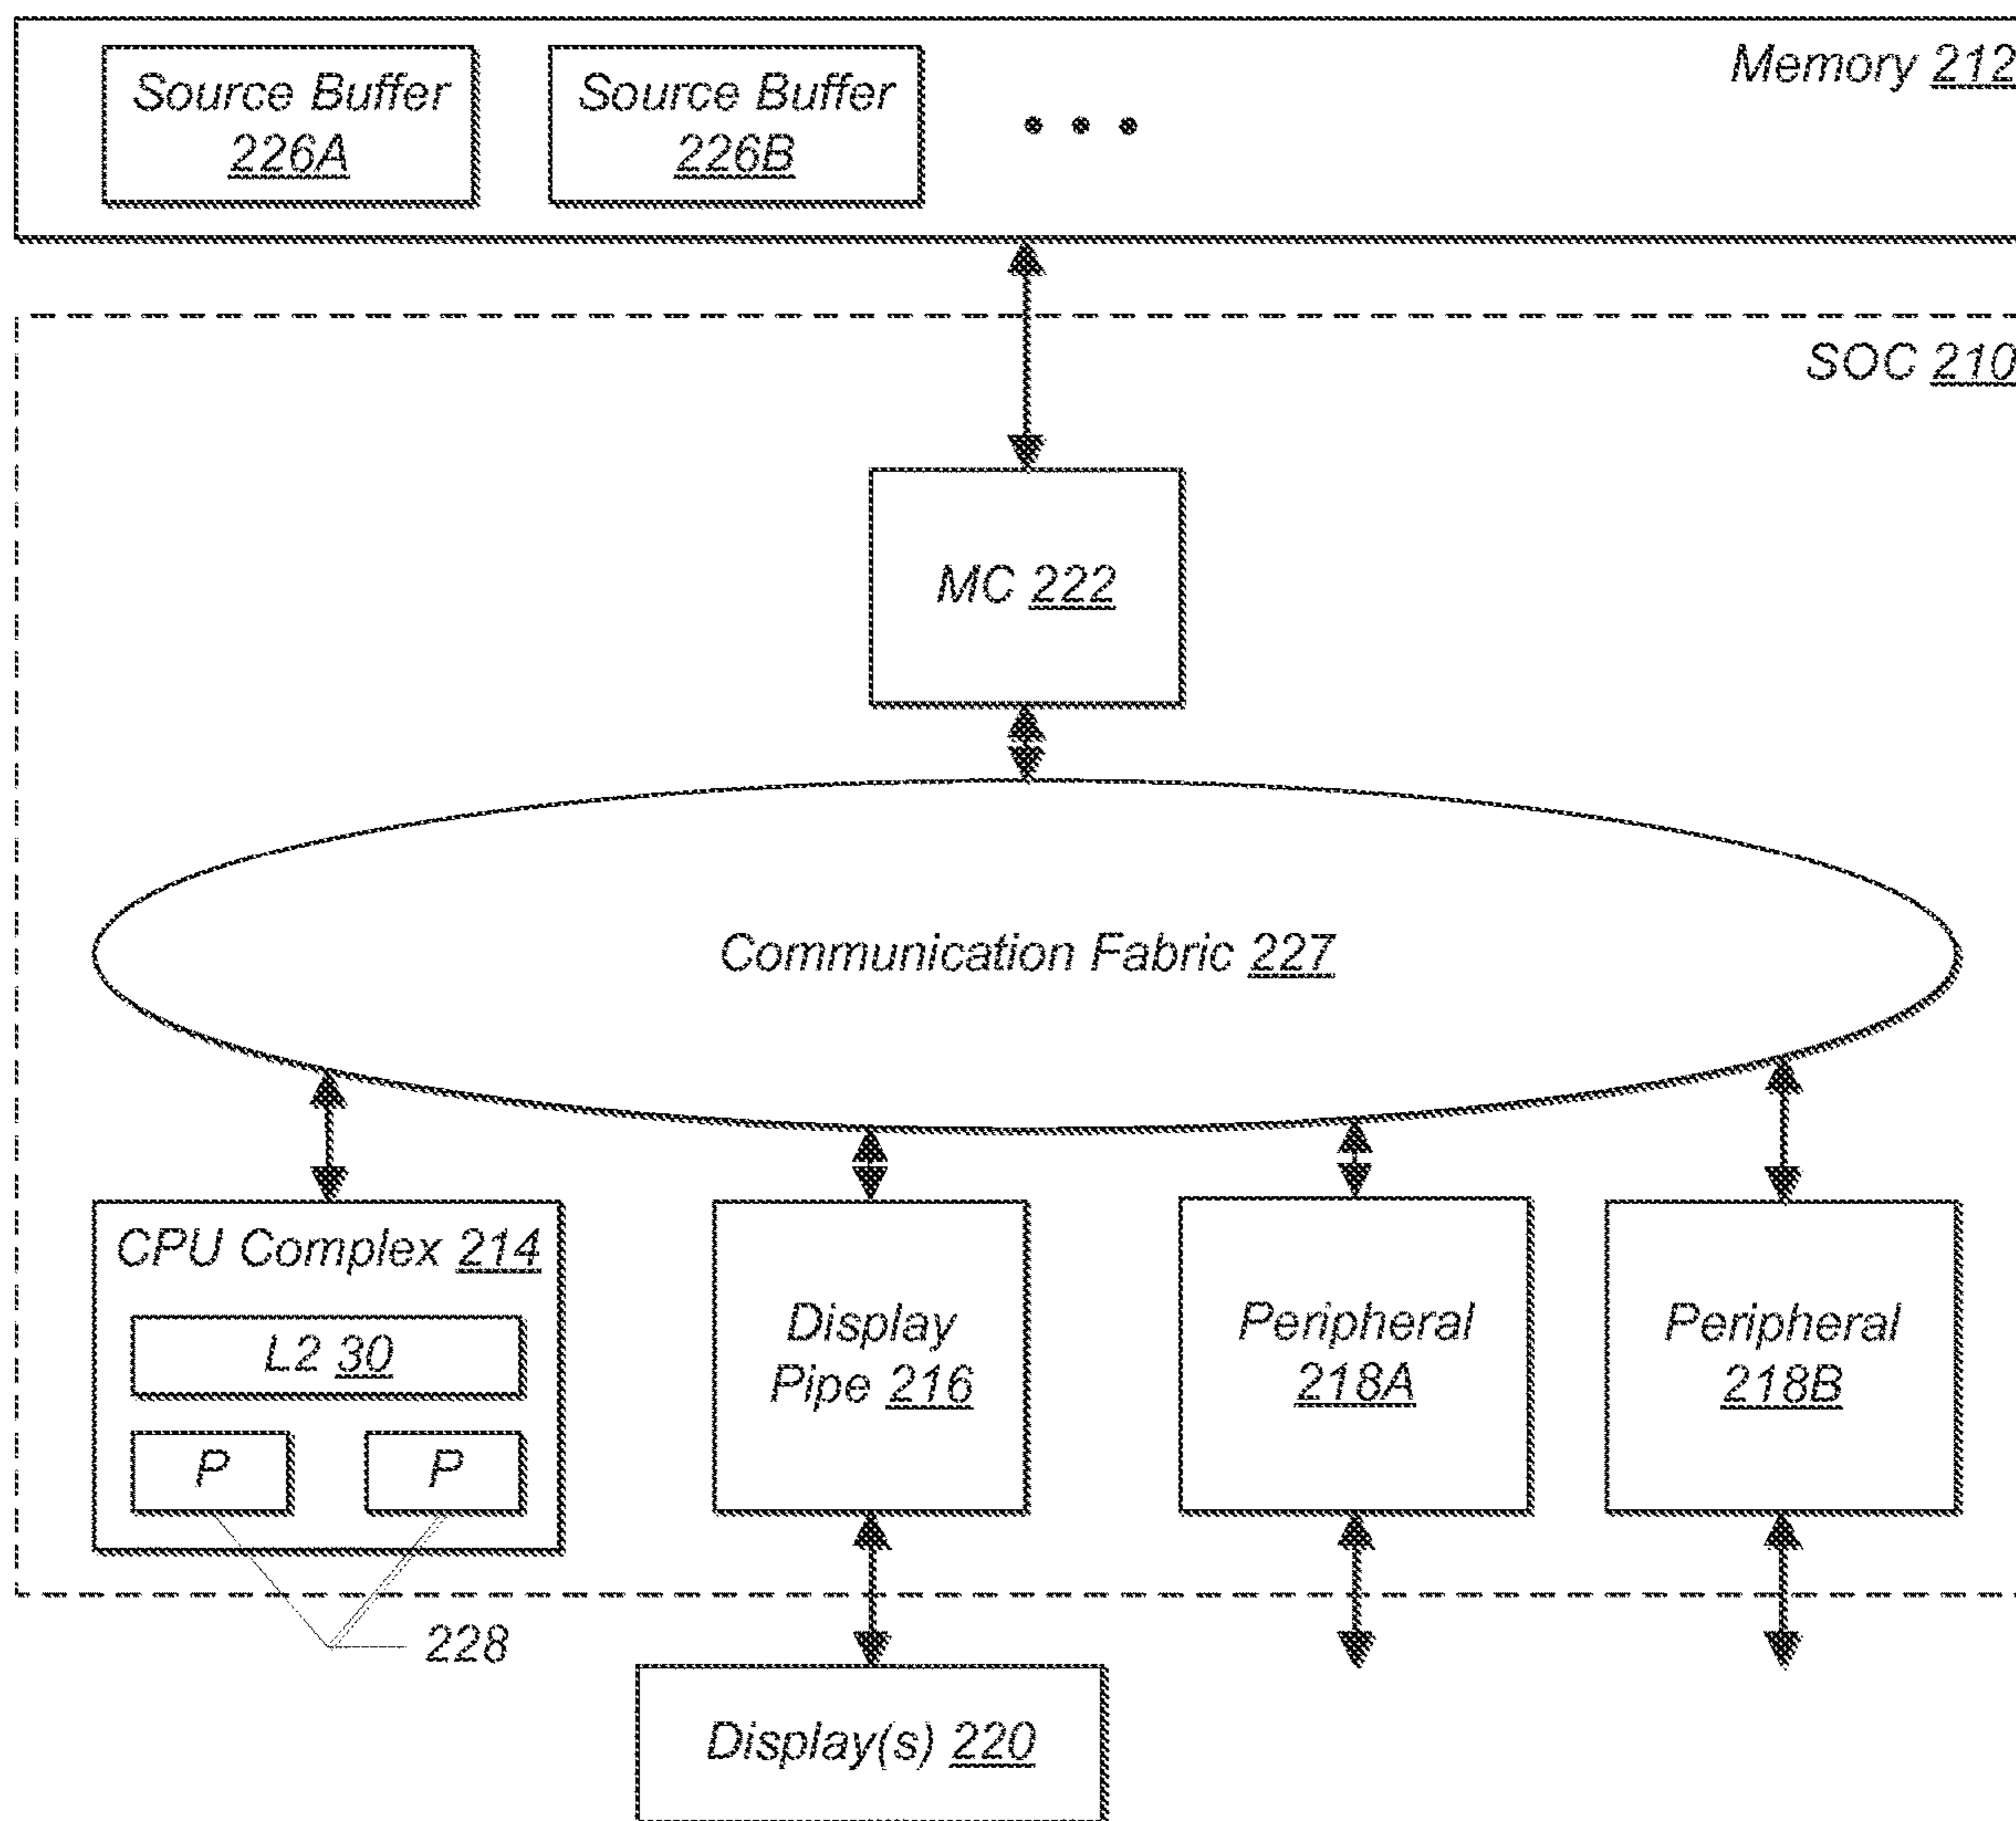 Memory 212
Source Buffer
226A
Source Buffer
226B
SOC 210
MC 222
Communication Fabric 227
CPU Complex 214
L2 30
P
P
Display
Pipe 216
Peripheral
218A
Peripheral
218B
228
Display(s) 220